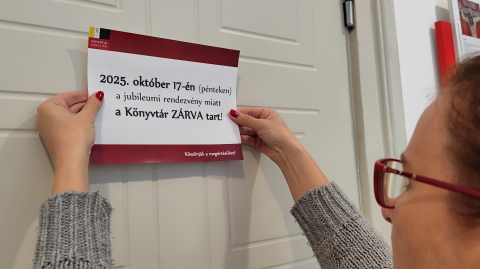 2025. október 17-én (pénteken)
a jubileumi rendezvény miatt
a Könyvtár ZÁRVA tart!
Köszönjük a megértésüket!